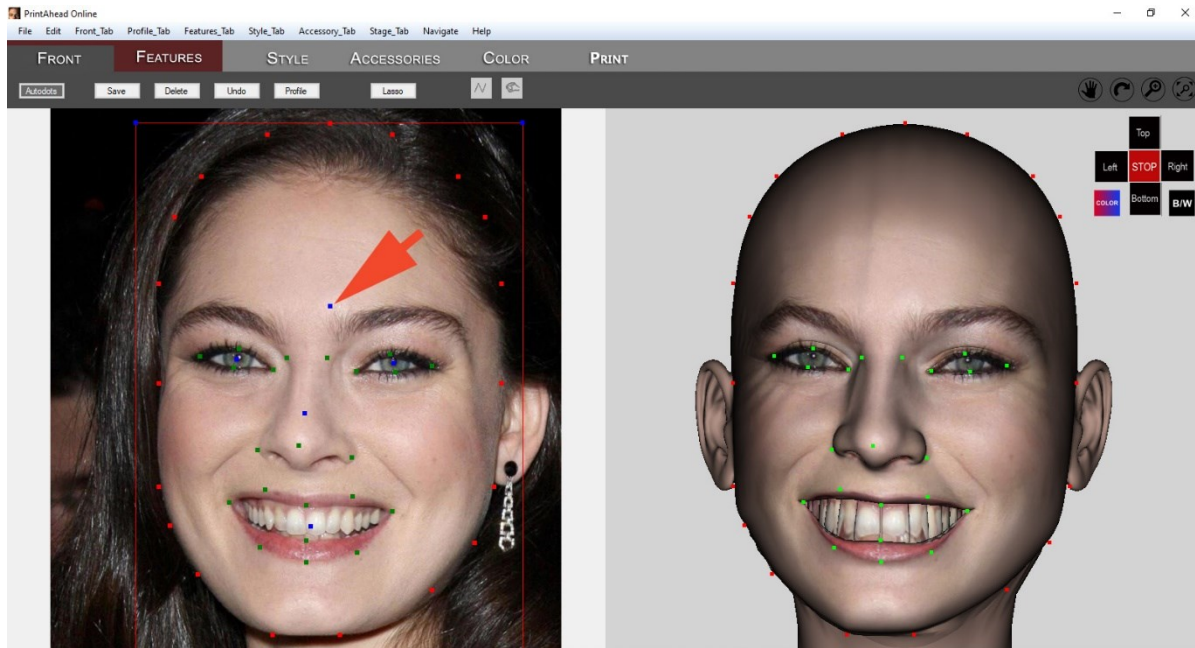 PrintAhead Online
File Edit Front_Tab Profile_Tab Features_Tab Style_Tab Accessory_Tab Stage_Tab Navigate Help
FRONT FEATURES STYLE ACCESSORIES COLOR PRINT
Autodots Save Delete Undo Profile Lasso
Top
Left STOP Right
COLOR Bottom B/W